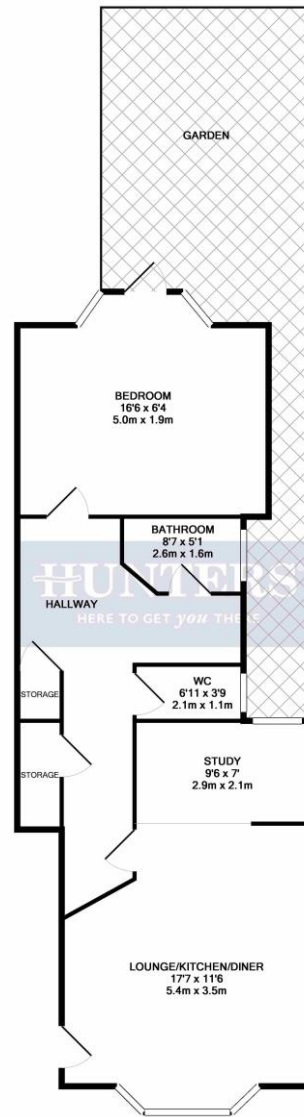 GARDEN
BEDROOM
16'6 x 6'4
5.0m x 1.9m
BATHROOM
8'7 x 5'1
2.6m x 1.6m
HUNTERS
HALLWAY
HERE TO GET you THERE
WC
6'11 x 3'9
2.1m x 1.1m
STORAGE
STORAGE
STUDY
9'6 x 7'
2.9m x 2.1m
LOUNGE/KITCHEN/DINER
17'7 x 11'6
5.4m x 3.5m